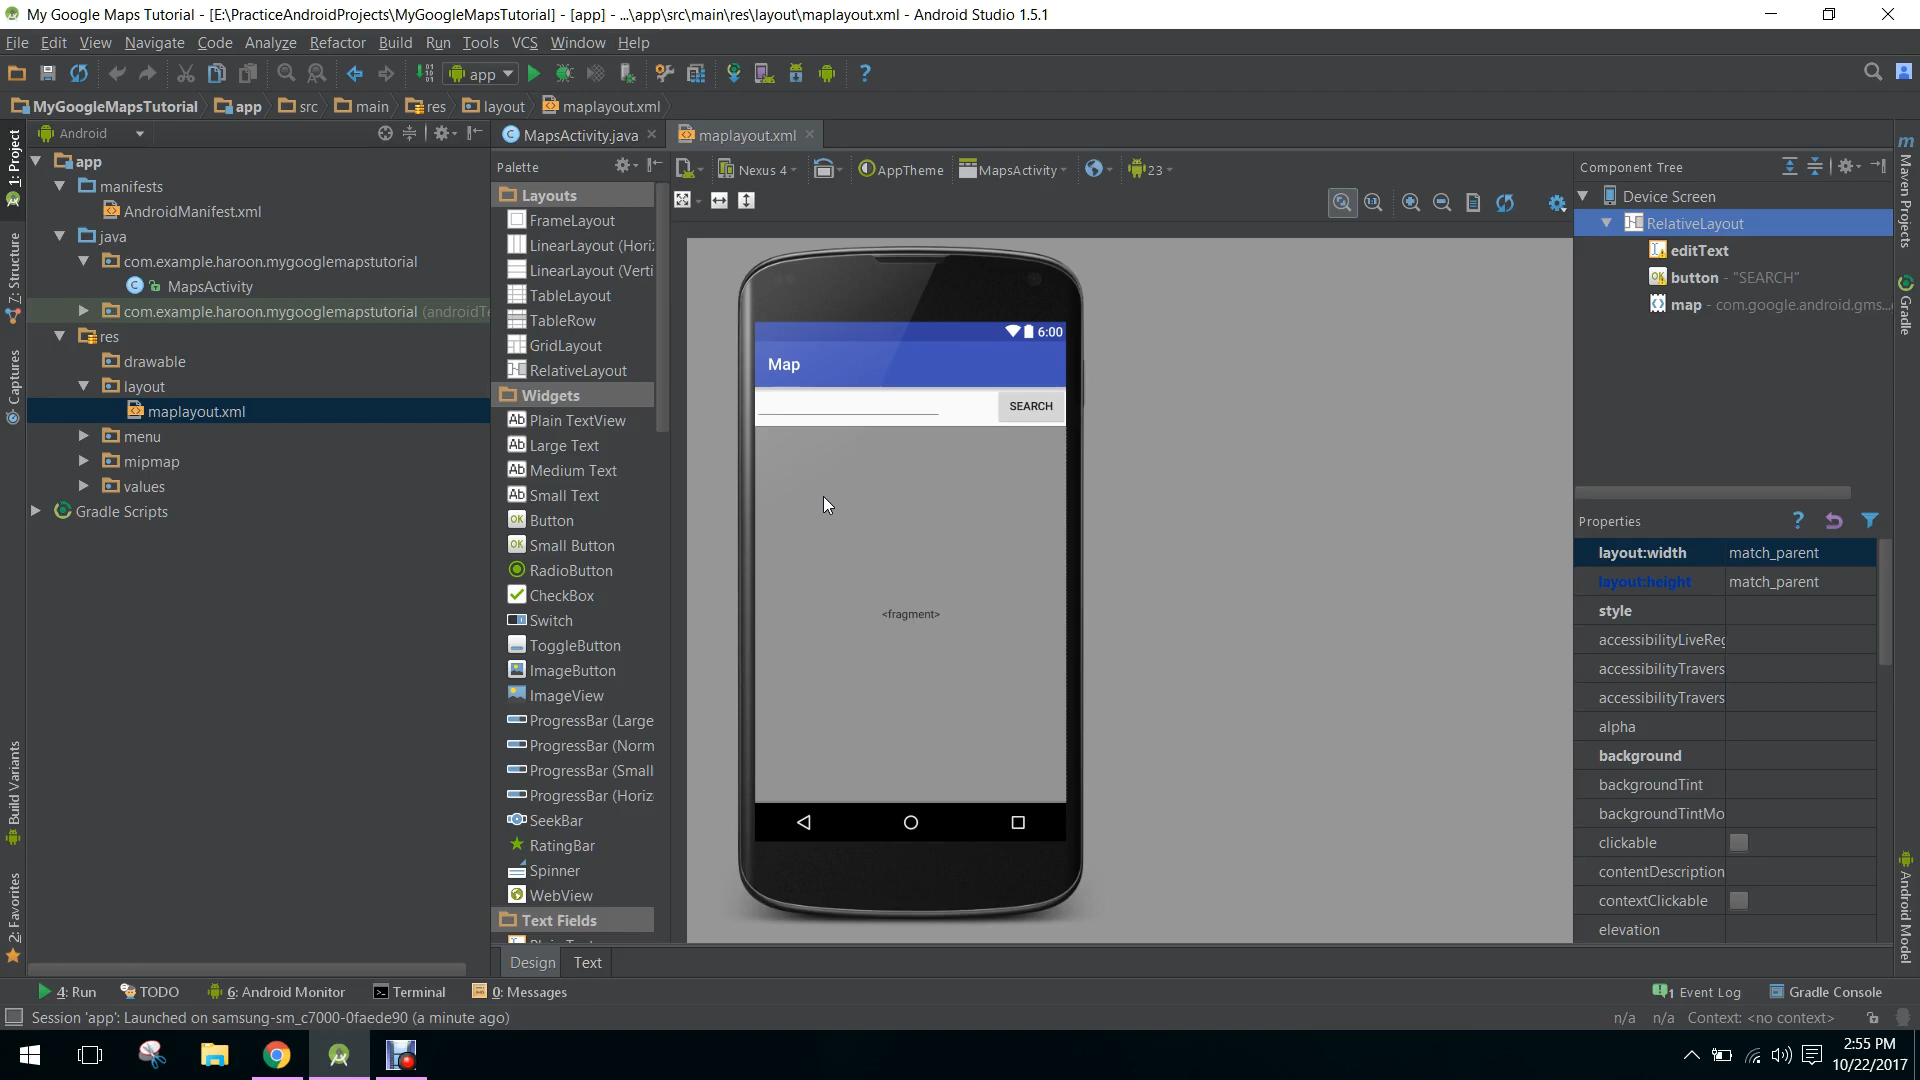 My Google Maps Tutorial - [E:\PracticeAndroidProjects\MyGoogleMapsTutorial] - [app] - ...\app\src\main\res\layout\maplayout.xml - Android Studio 1.5.1
File Edit View Navigate Code Analyze Refactor Build Run Tools VCS Window Help
app
MyGoogleMapsTutorial app src main res layout maplayout.xml
1: Project
7: Structure
Captures
Build Variants
2: Favorites
Android
app
manifests
AndroidManifest.xml
java
com.example.haroon.mygooglemapstutorial
MapsActivity
com.example.haroon.mygooglemapstutorial (androidTe
res
drawable
layout
maplayout.xml
menu
mipmap
values
Gradle Scripts
MapsActivity.java maplayout.xml
Palette
Layouts
FrameLayout
LinearLayout (Horiz
LinearLayout (Verti
TableLayout
TableRow
GridLayout
RelativeLayout
Widgets
Plain TextView
Large Text
Medium Text
Small Text
Button
Small Button
RadioButton
CheckBox
Switch
ToggleButton
ImageButton
ImageView
ProgressBar (Large
ProgressBar (Norm
ProgressBar (Small
ProgressBar (Horiz
SeekBar
RatingBar
Spinner
WebView
Text Fields
Nexus 4 AppTheme MapsActivity 23
6:00
Map
SEARCH
<fragment>
Design Text
Component Tree
Device Screen
RelativeLayout
editText
button - "SEARCH"
map - com.google.android.gms...
Properties
layout:width match_parent
layout:height match_parent
style
accessibilityLiveReg
accessibilityTravers
accessibilityTravers
alpha
background
backgroundTint
backgroundTintMo
clickable
contentDescription
contextClickable
elevation
Maven Projects
Gradle
Android Model
4: Run TODO 6: Android Monitor Terminal 0: Messages
1 Event Log Gradle Console
Session 'app': Launched on samsung-sm_c7000-0faede90 (a minute ago)
n/a n/a Context: <no context>
2:55 PM
10/22/2017